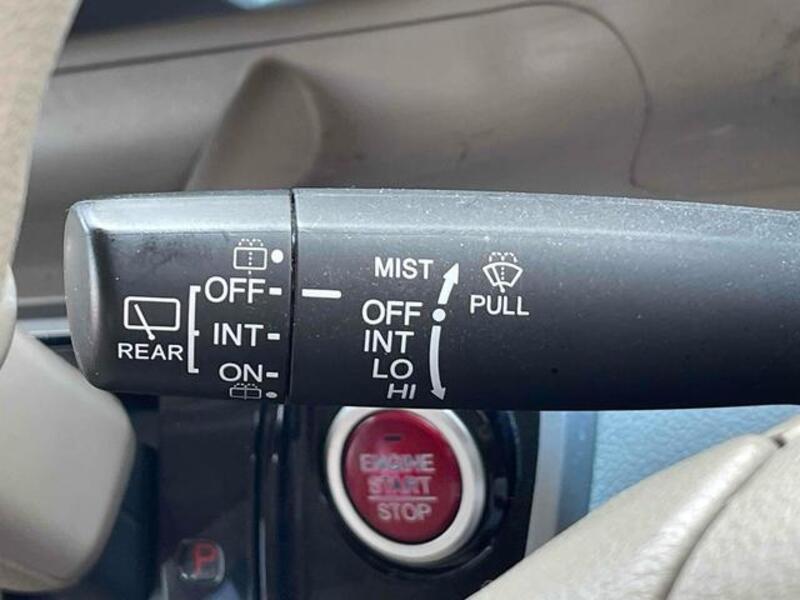 REAR
OFF
INT
ON
MIST
OFF
INT
LO
HI
PULL
ENGINE
START
STOP
P